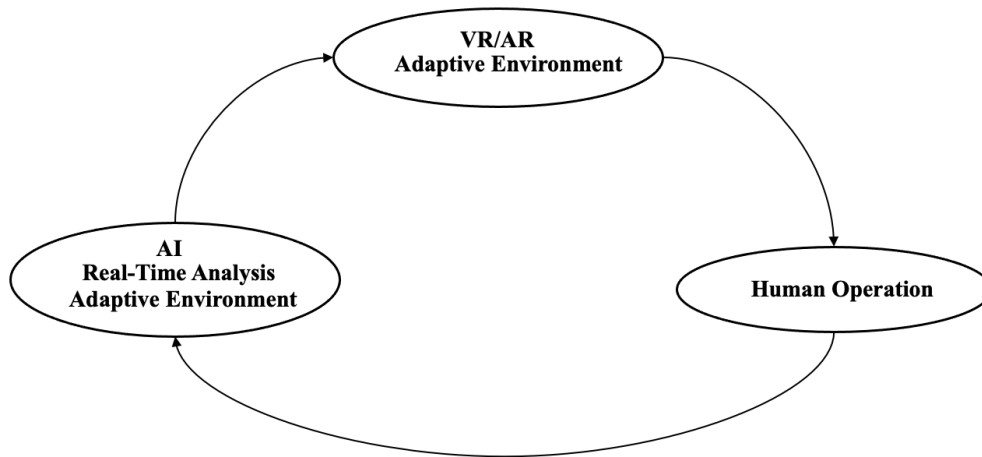 VR/AR
Adaptive Environment
AI
Real-Time Analysis
Adaptive Environment
Human Operation